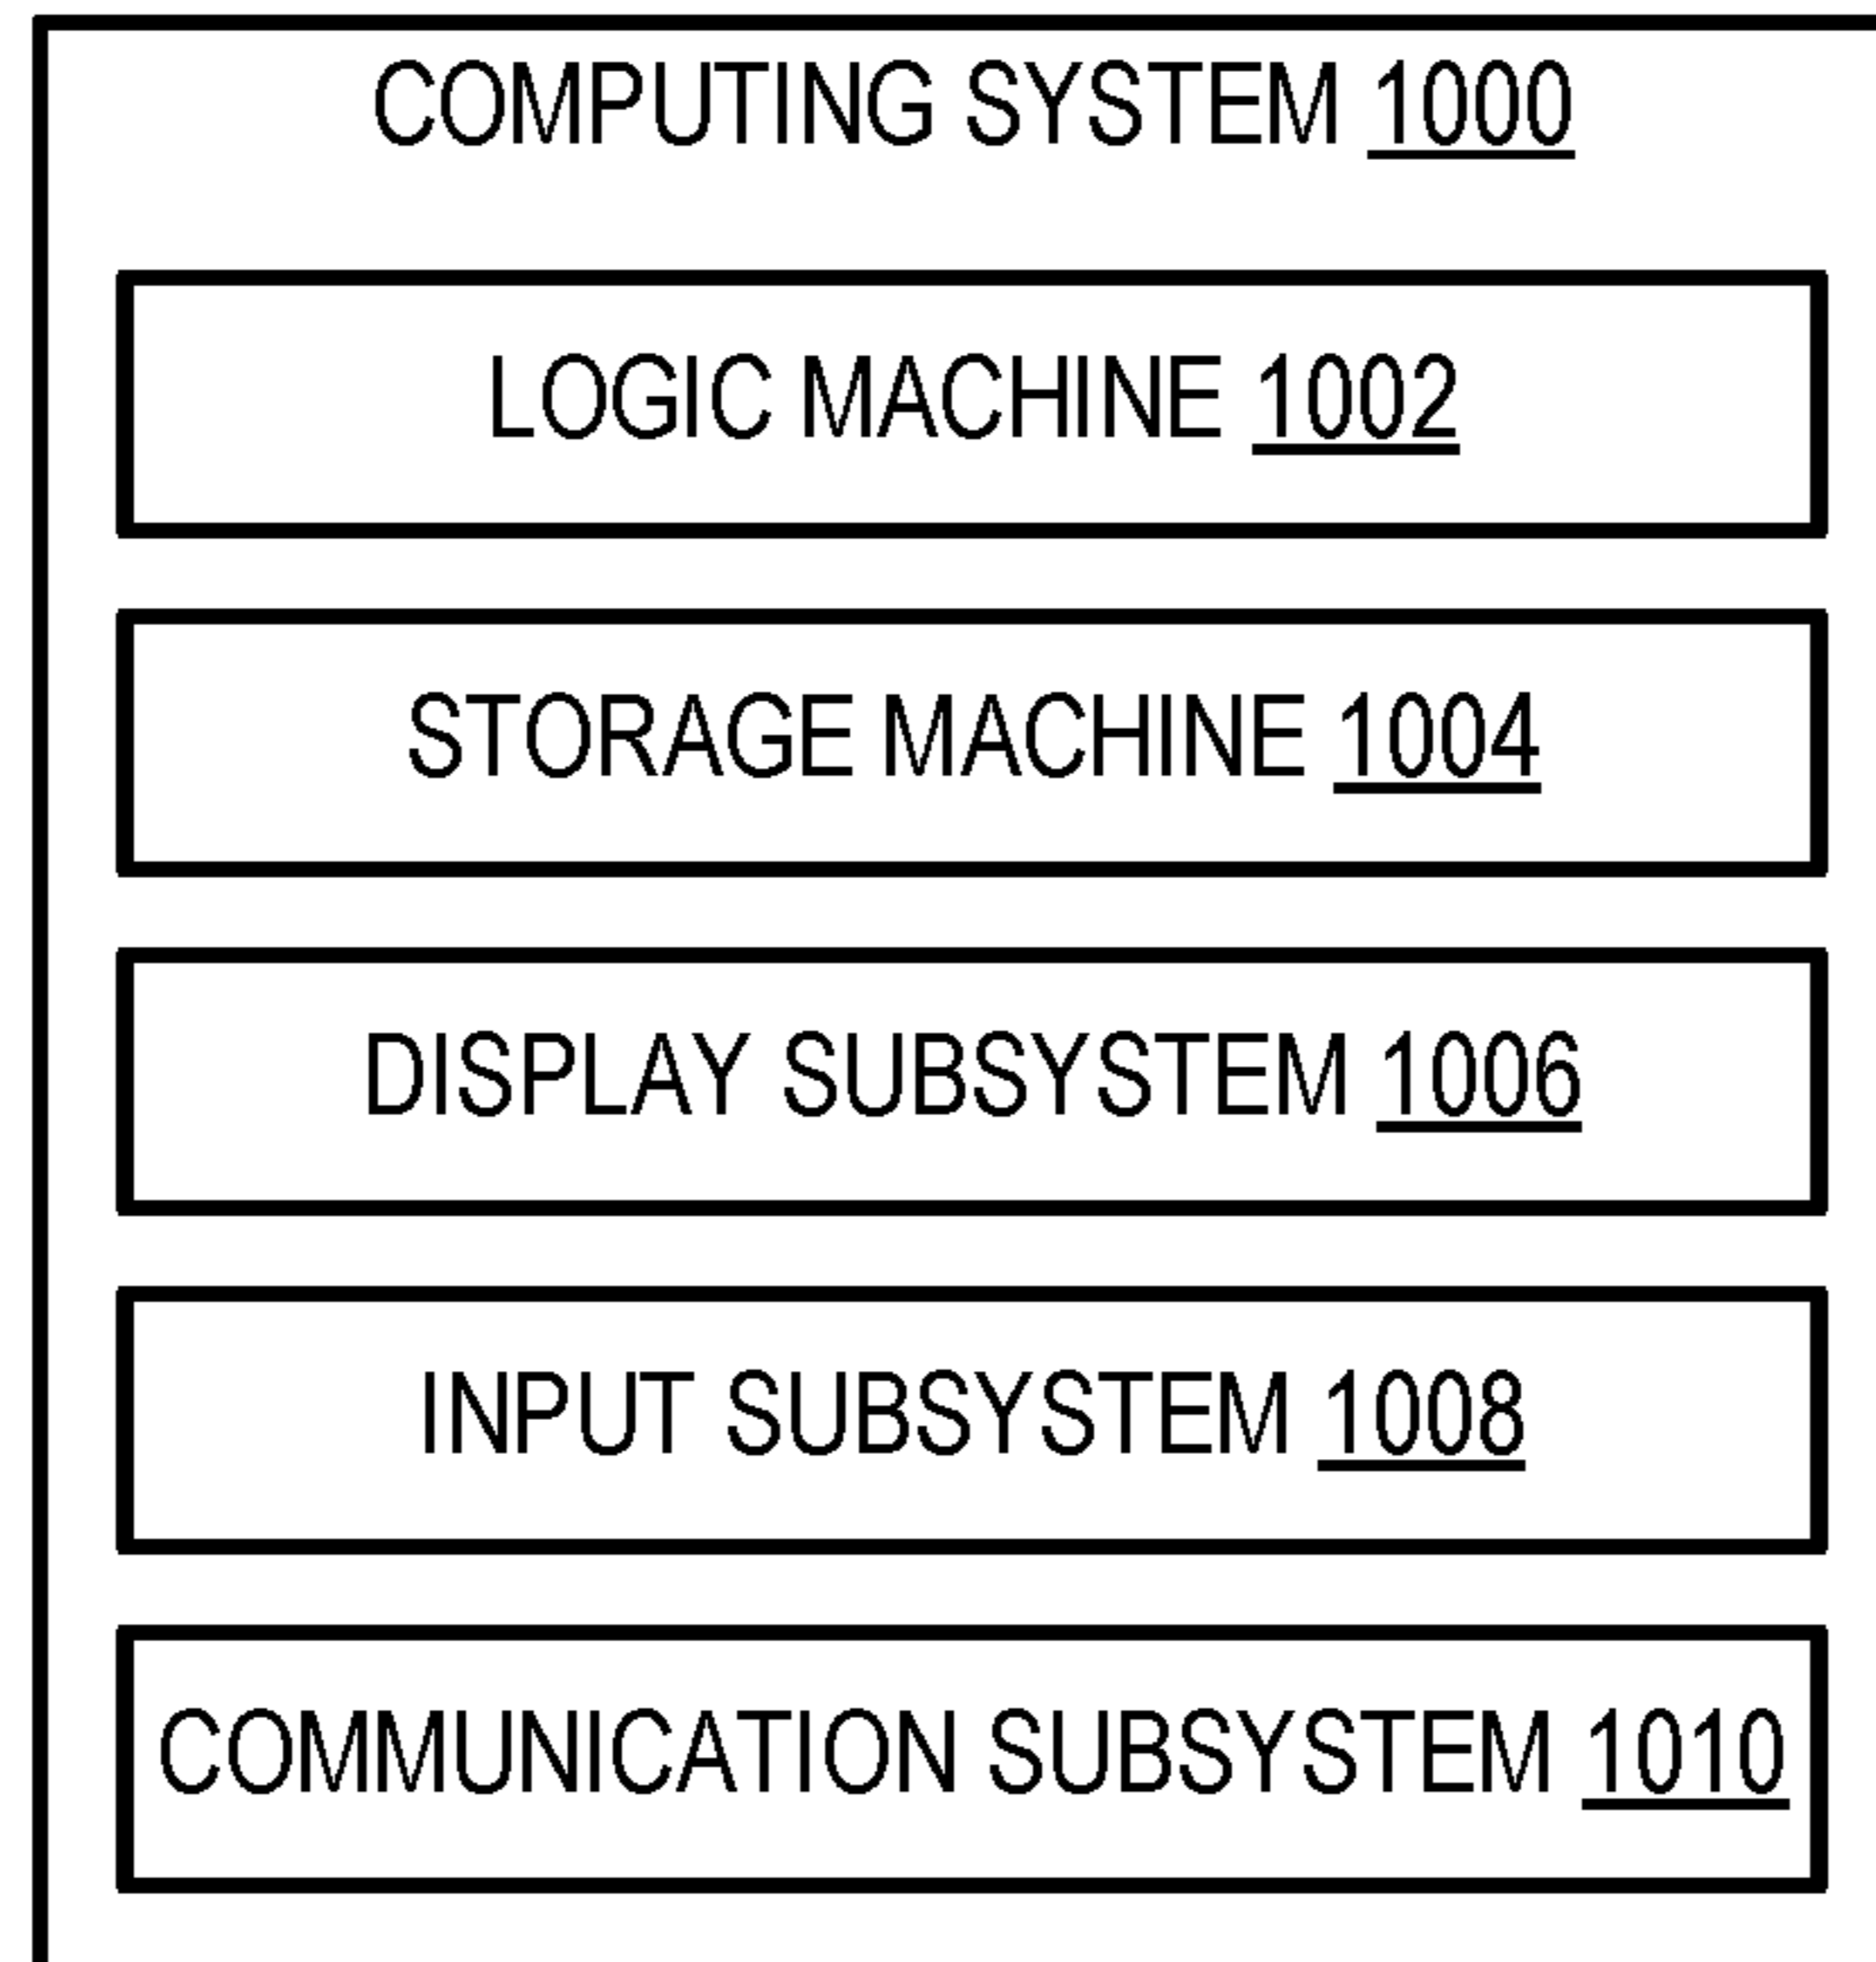 COMPUTING SYSTEM 1000
LOGIC MACHINE 1002
STORAGE MACHINE 1004
DISPLAY SUBSYSTEM 1006
INPUT SUBSYSTEM 1008
COMMUNICATION SUBSYSTEM 1010